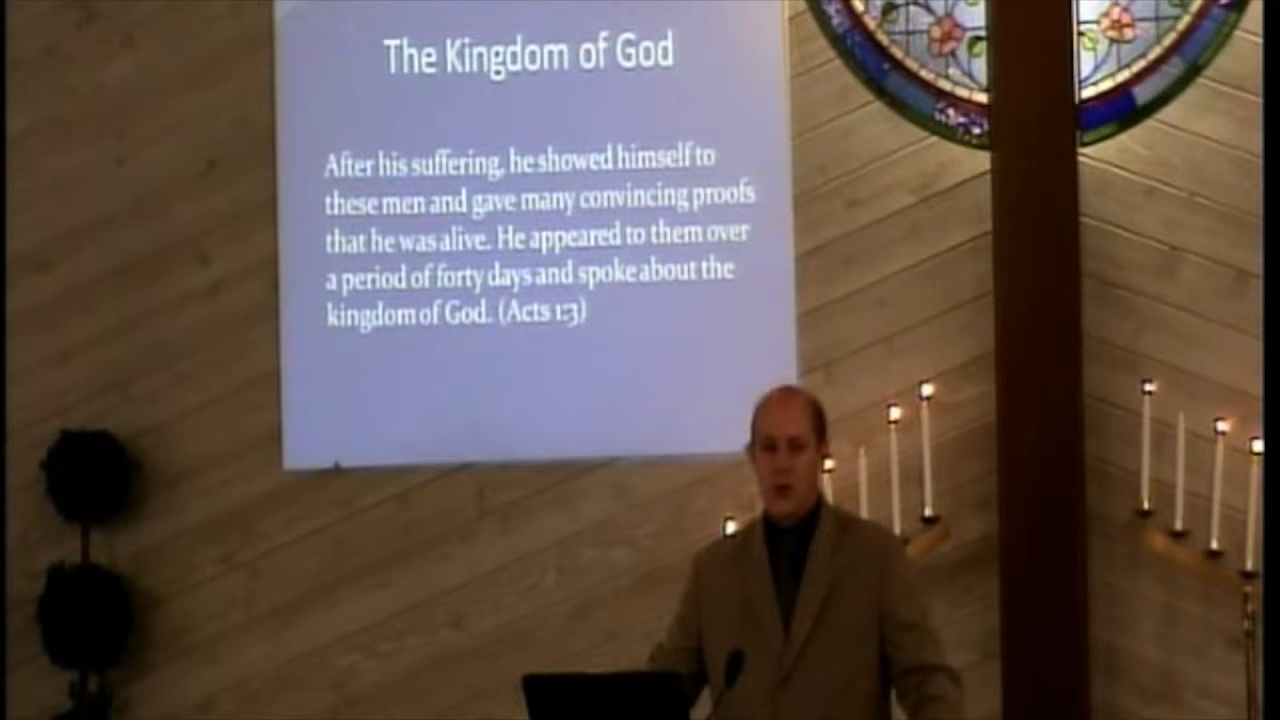 The Kingdom of God
After his suffering, he showed himself to
these men and gave many convincing proofs
that he was alive. He appeared to them over
a period of forty days and spoke about the
kingdom of God. (Acts 1:3)